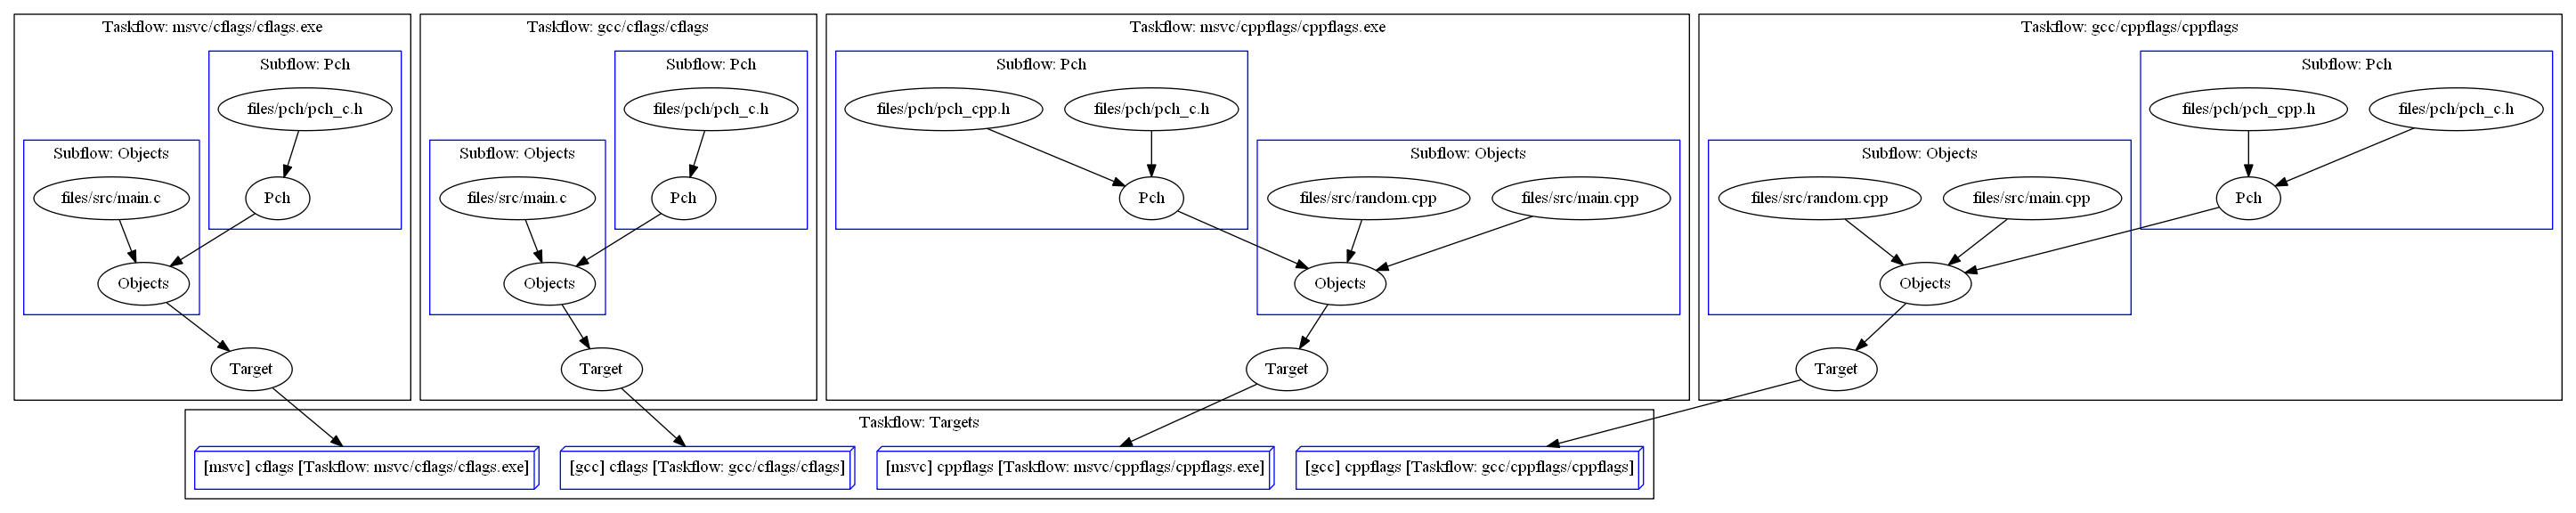 Taskflow: msvc/cflags/cflags.exe
Subflow: Pch
files/pch/pch_c.h
Subflow: Objects
files/src/main.c
Pch
Objects
Target
Taskflow: gcc/cflags/cflags
Subflow: Pch
files/pch/pch_c.h
Subflow: Objects
files/src/main.c
Pch
Objects
Target
Taskflow: msvc/cppflags/cppflags.exe
Subflow: Pch
files/pch/pch_cpp.h
files/pch/pch_c.h
Subflow: Objects
Pch
files/src/random.cpp
files/src/main.cpp
Objects
Target
Taskflow: gcc/cppflags/cppflags
Subflow: Pch
files/pch/pch_cpp.h
files/pch/pch_c.h
Subflow: Objects
files/src/random.cpp
files/src/main.cpp
Pch
Objects
Target
Taskflow: Targets
[msvc] cflags [Taskflow: msvc/cflags/cflags.exe]
[gcc] cflags [Taskflow: gcc/cflags/cflags]
[msvc] cppflags [Taskflow: msvc/cppflags/cppflags.exe]
[gcc] cppflags [Taskflow: gcc/cppflags/cppflags]